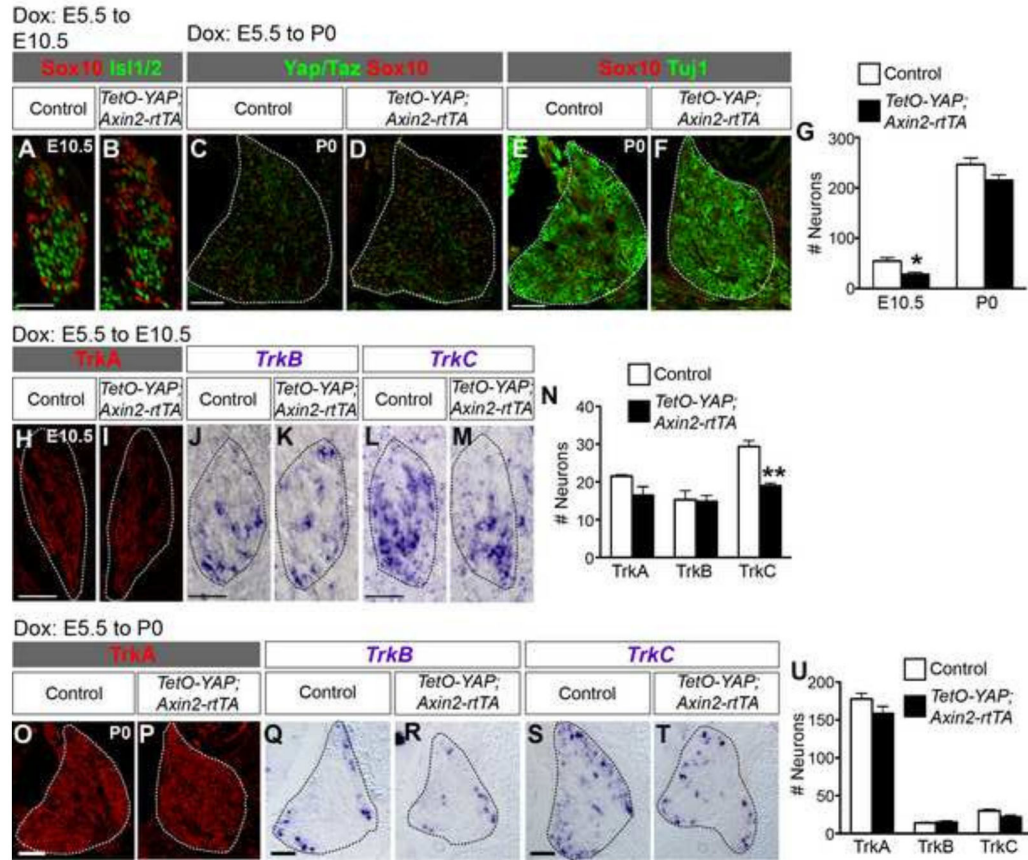 Dox: E5.5 to
E10.5
Dox: E5.5 to P0
Sox10 Isl1/2
Yap/Taz Sox10
Sox10 Tuj1
Control
TetO-YAP;
Axin2-rtTA
Control
TetO-YAP;
Axin2-rtTA
Control
TetO-YAP;
Axin2-rtTA
A E10.5
B
C P0
D
E P0
F
G
Control
TetO-YAP;
Axin2-rtTA
# Neurons
300
200
100
0
*
E10.5
P0
Dox: E5.5 to E10.5
TrkA
TrkB
TrkC
Control
TetO-YAP;
Axin2-rtTA
Control
TetO-YAP;
Axin2-rtTA
Control
TetO-YAP;
Axin2-rtTA
H E10.5
I
J
K
L
M
N
Control
TetO-YAP;
Axin2-rtTA
# Neurons
40
30
20
10
0
**
TrkA
TrkB
TrkC
Dox: E5.5 to P0
TrkA
TrkB
TrkC
Control
TetO-YAP;
Axin2-rtTA
Control
TetO-YAP;
Axin2-rtTA
Control
TetO-YAP;
Axin2-rtTA
O P0
P
Q
R
S
T
U
Control
TetO-YAP;
Axin2-rtTA
# Neurons
200
150
100
50
0
TrkA
TrkB
TrkC